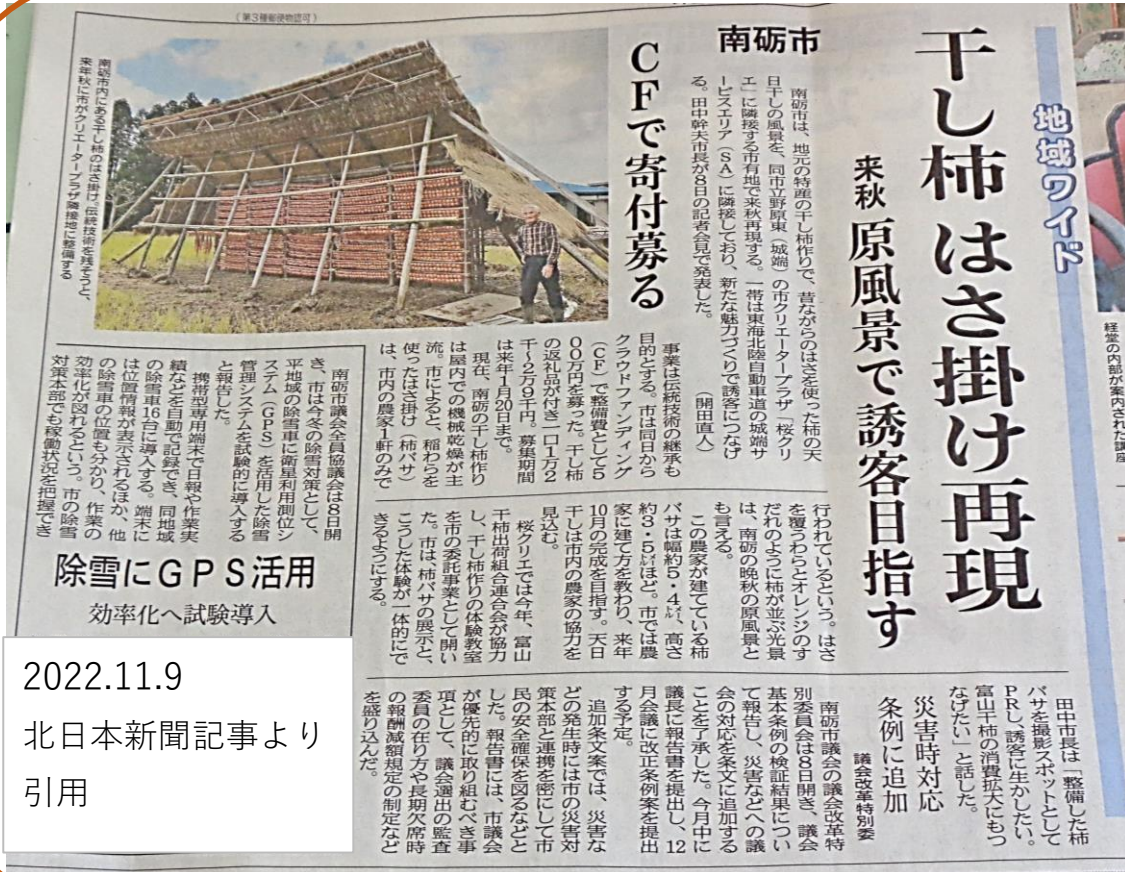 (第3種郵便物認可)
地域ワイド
干し柿 はさ掛け再現
来秋 原風景で誘客目指す
南砺市
CFで寄付募る
南砺市は、地元の特産の干し柿作りで、昔ながらのはさを使った柿の天
日干しの風景を、同市立野原東(城端)の市クリエータープラザ「桜クリ
エ」に隣接する市有地で来秋再現する。一帯は東海北陸自動車道の城端サ
ービスエリア(SA)に隣接しており、新たな魅力づくりで誘客につなげ
る。田中幹夫市長が8日の記者会見で発表した。
(開田直人)
南砺市内にある干し柿のはさ掛け。伝統技術を残そうと、
来年秋に市がクリエータープラザ隣接地に整備する
事業は伝統技術の継承も
目的とする。市は同日から
クラウドファンディング
(CF)で整備費として5
00万円を募った。干し柿
の返礼品が付き一口1万2
千〜2万9千円。募集期間
は来年1月20日まで。
現在、南砺の干し柿作り
は屋内での機械乾燥が主
流。市によると、稲わらを
使ったはさ掛け(柿バサ)
は、市内の農家1軒のみで
行われているという。はさ
を覆うわらとオレンジのす
だれのように柿が並ぶ光景
は、南砺の晩秋の原風景と
も言える。
この農家が建てている柿
バサは幅約5・4㍍、高さ
約3・5㍍ほど。市では農
家に建て方を教わり、来年
10月の完成を目指す。天日
干しは市内の農家の協力を
見込む。
桜クリエでは今年、富山
干柿出荷組合連合会が協力
し、干し柿作りの体験教室
を市の委託事業として開い
た。市は、柿バサの展示と、
こうした体験が一体的にで
きるようにする。
田中市長は「整備した柿
バサを撮影スポットとして
PRし、誘客に生かしたい。
富山干柿の消費拡大にもつ
なげたい」と話した。
災害時対応
条例に追加
議会改革特別委
南砺市議会の議会改革特
別委員会は8日開き、議会
基本条例の検証結果につい
て報告し、災害などへの議
会の対応を条文に追加する
ことを了承した。今月中に
議長に報告書を提出し、12
月会議に改正条例案を提出
する予定。
追加条文案では、災害な
どの発生時には市の災害対
策本部と連携を密にして市
民の安全確保を図るなどと
した。報告書には、市議会
が優先的に取り組むべき事
項として、議会選出の監査
委員の在り方や長期欠席時
の報酬減額規定の制定など
を盛り込んだ。
除雪にGPS活用
効率化へ試験導入
南砺市議会全員協議会は8日開
き、市は今冬の除雪対策として、
平地域の除雪車に衛星利用測位シ
ステム(GPS)を活用した除雪
管理システムを試験的に導入する
と報告した。
携帯型専用端末で日報や作業実
績などを自動で記録でき、同地域
の除雪車16台に導入する。端末に
は位置情報が表示されるほか、他
の除雪車の位置も分かり、作業の
効率化が図れるという。市の除雪
対策本部でも稼働状況を把握でき
経堂の内部が案内された講座
2022.11.9
北日本新聞記事より
引用